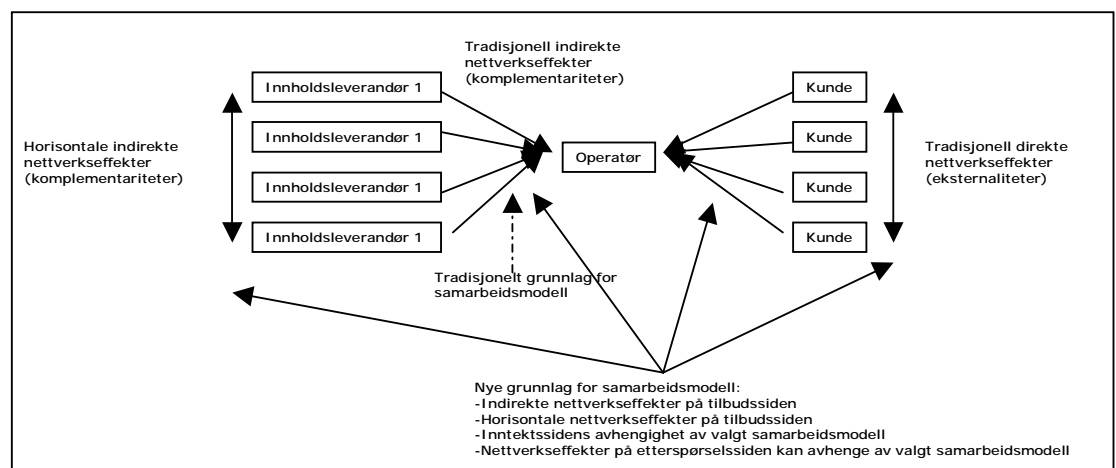 Tradisjonell indirekte
nettverkseffekter
(komplementariteter)
Innholdsleverandør 1
Innholdsleverandør 1
Innholdsleverandør 1
Innholdsleverandør 1
Horisontale indirekte
nettverkseffekter
(komplementariteter)
Operatør
Kunde
Kunde
Kunde
Kunde
Tradisjonell direkte
nettverkseffekter
(eksternaliteter)
Tradisjonelt grunnlag for
samarbeidsmodell
Nye grunnlag for samarbeidsmodell:
-Indirekte nettverkseffekter på tilbudssiden
-Horisontale nettverkseffekter på tilbudssiden
-Inntektssidens avhengighet av valgt samarbeidsmodell
-Nettverkseffekter på etterspørselssiden kan avhenge av valgt samarbeidsmodell